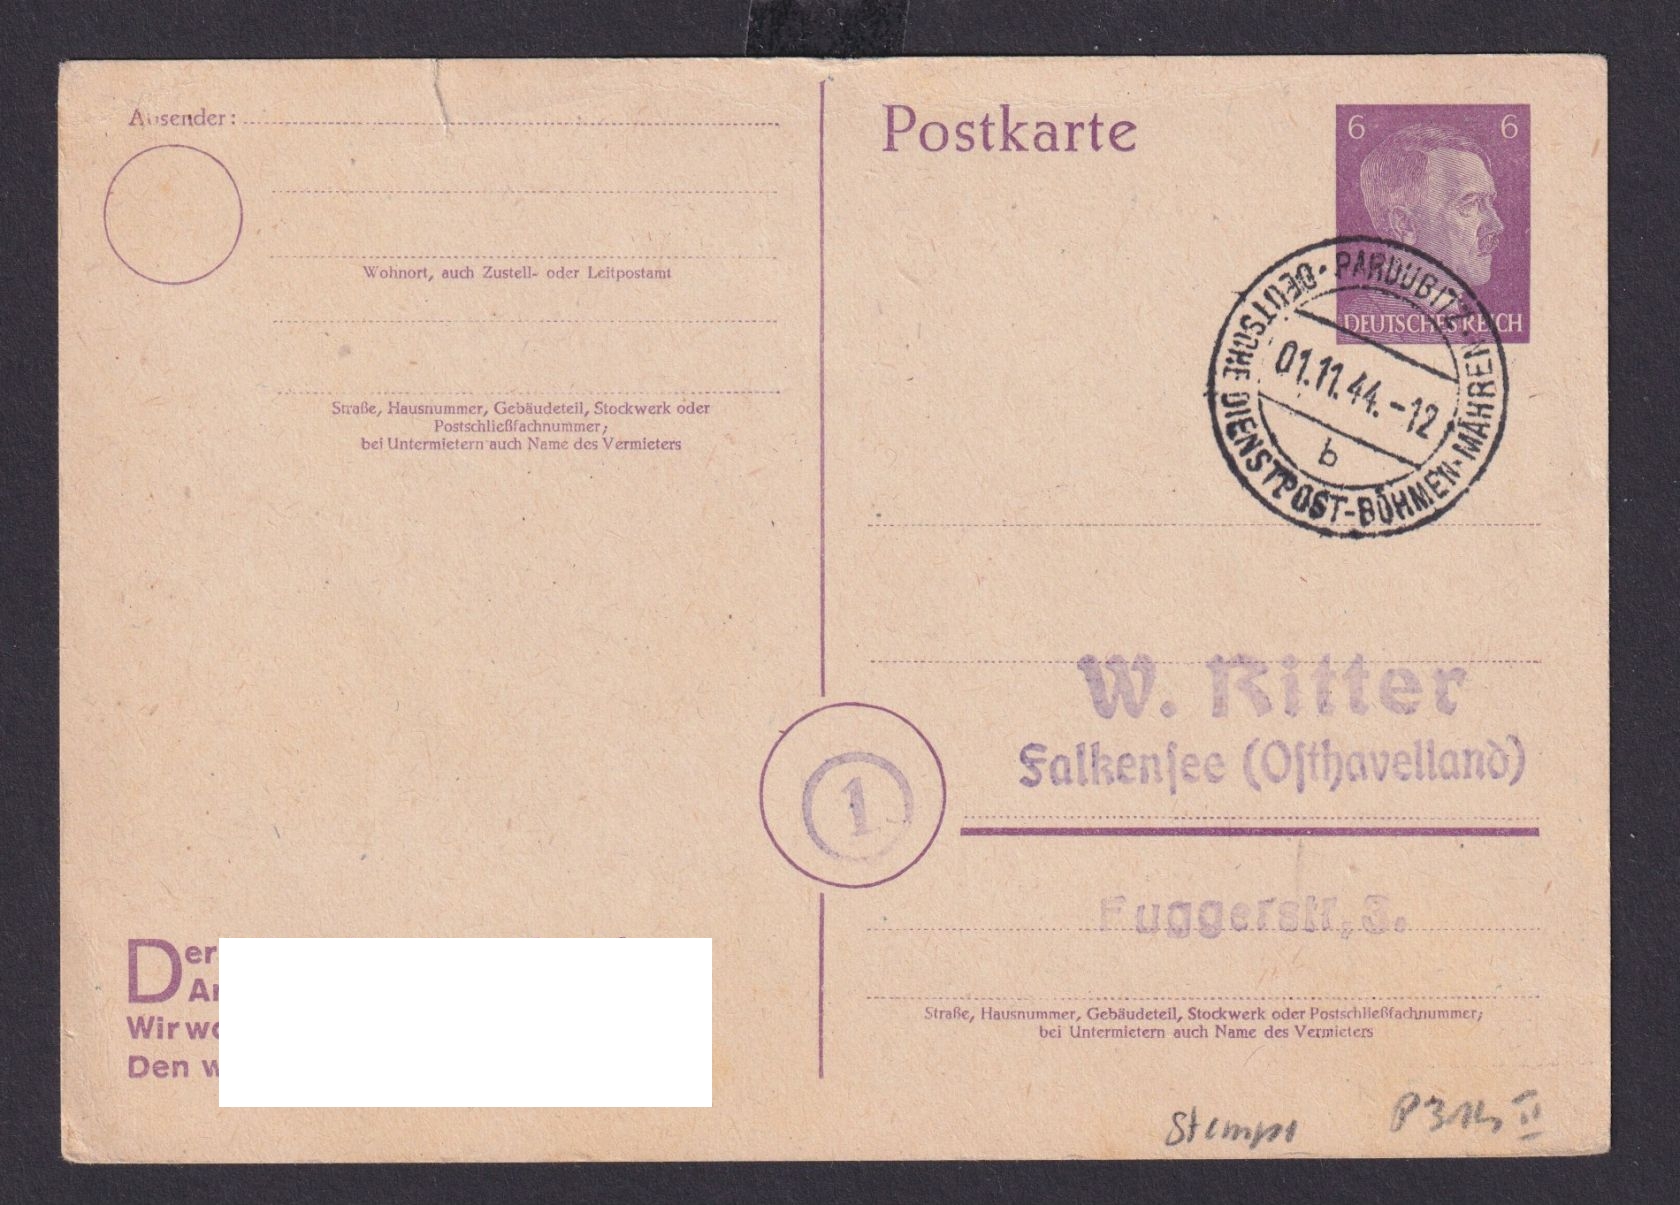 Absender:
Wohnort, auch Zustell- oder Leitpostamt
Straße, Hausnummer, Gebäudeteil, Stockwerk oder
Postschließfachnummer;
bei Untermietern auch Name des Vermieters
Der
Wir
Den
Postkarte
6 6
DEUTSCHES REICH
PARDUBITZ
DEUTSCHE DIENSTPOST-BÖHMEN-MÄHREN
01.11.44.-12
b
W. Ritter
Falkensee (Osthavelland)
1
Fuggerstr. 3.
Straße, Hausnummer, Gebäudeteil, Stockwerk oder Postschließfachnummer;
bei Untermietern auch Name des Vermieters
II